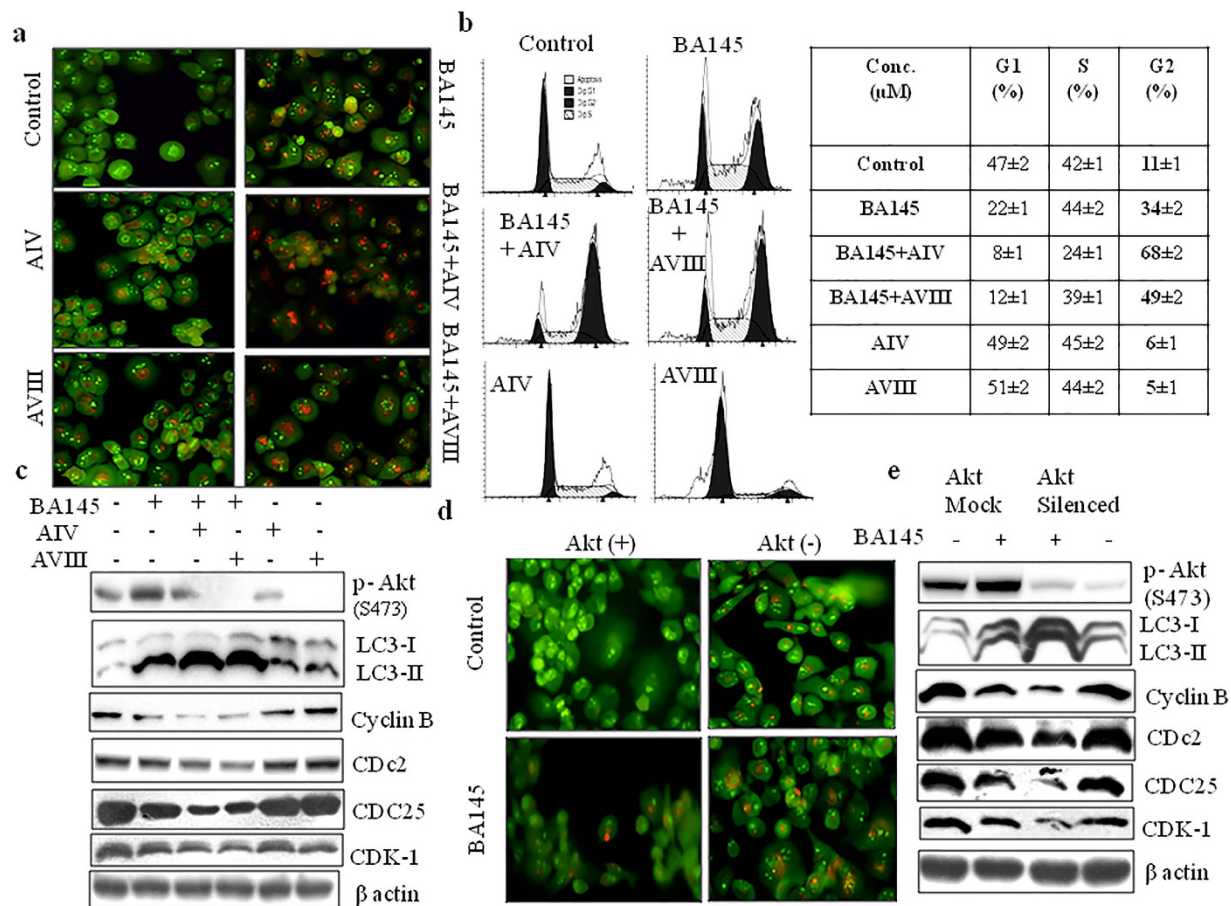 a
Control
AIV
AVIII
BA145
BA145+AIV
BA145+AVIII
b
Control
BA145
Apoptosis
Dip G1
Dip G2
Dip S
BA145
+ AIV
BA145
+
AVIII
AIV
AVIII
Conc. (μM) G1 (%) S (%) G2 (%)
Control 47±2 42±1 11±1
BA145 22±1 44±2 34±2
BA145+AIV 8±1 24±1 68±2
BA145+AVIII 12±1 39±1 49±2
AIV 49±2 45±2 6±1
AVIII 51±2 44±2 5±1
c
BA145 - + + + - -
AIV - - + - + -
AVIII - - - + - +
p-Akt
(S473)
LC3-I
LC3-II
Cyclin B
CDc2
CDC25
CDK-1
β actin
d
Akt (+) Akt (-)
Control
BA145
e
Akt Mock Akt Silenced
BA145 - + + -
p-Akt
(S473)
LC3-I
LC3-II
Cyclin B
CDc2
CDC25
CDK-1
β actin